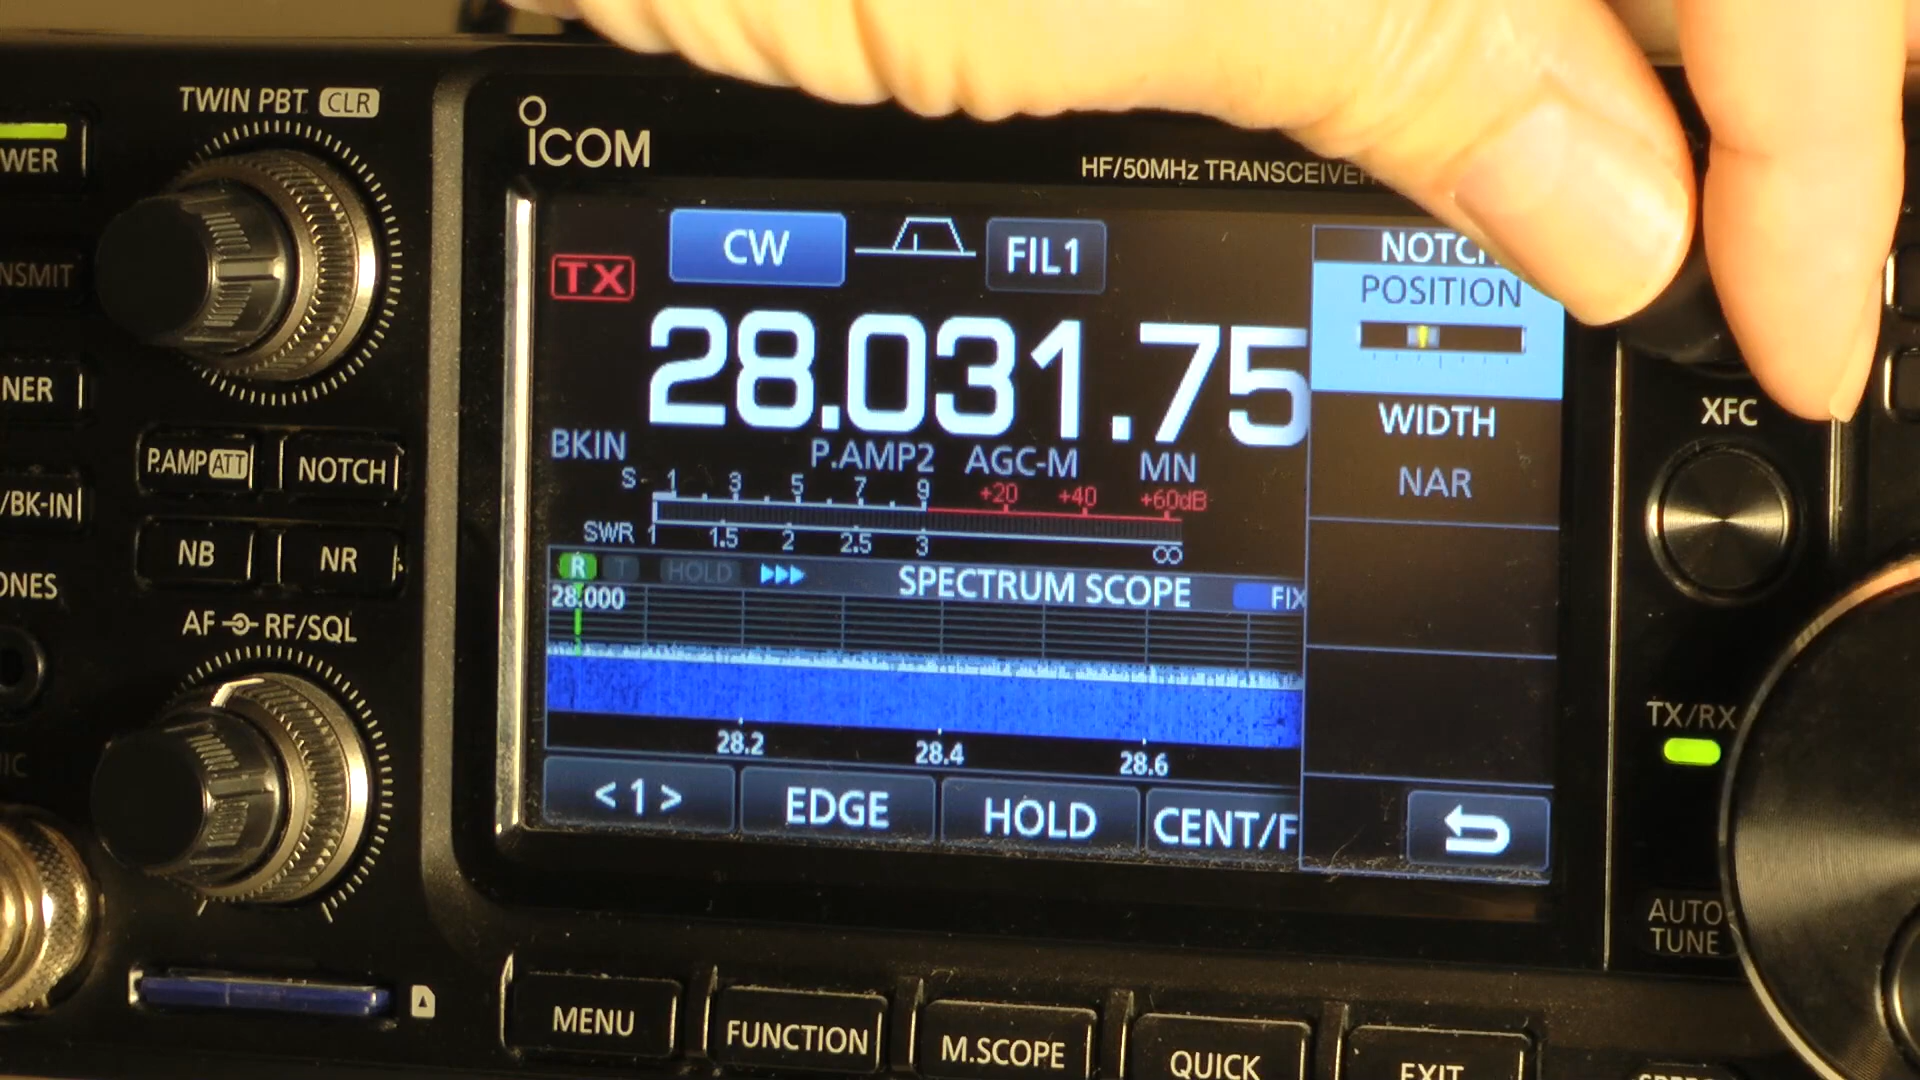 TWIN PBT CLR
ICOM
HF/50MHz TRANSCEIVER
WER
NSMIT
NER
P.AMP ATT
NOTCH
/BK-IN
NB
NR
ONES
AF RF/SQL
IC
CW
FIL1
TX
28.031.75
BKIN
P.AMP2
AGC-M
MN
S 1 3 5 7 9 +20 +40 +60dB
SWR 1 1.5 2 2.5 3 ∞
R T HOLD SPECTRUM SCOPE FIX
28.000
28.2 28.4 28.6
<1> EDGE HOLD CENT/F
NOTCH
POSITION
WIDTH
NAR
XFC
TX/RX
AUTO
TUNE
MENU
FUNCTION
M.SCOPE
QUICK
EXIT